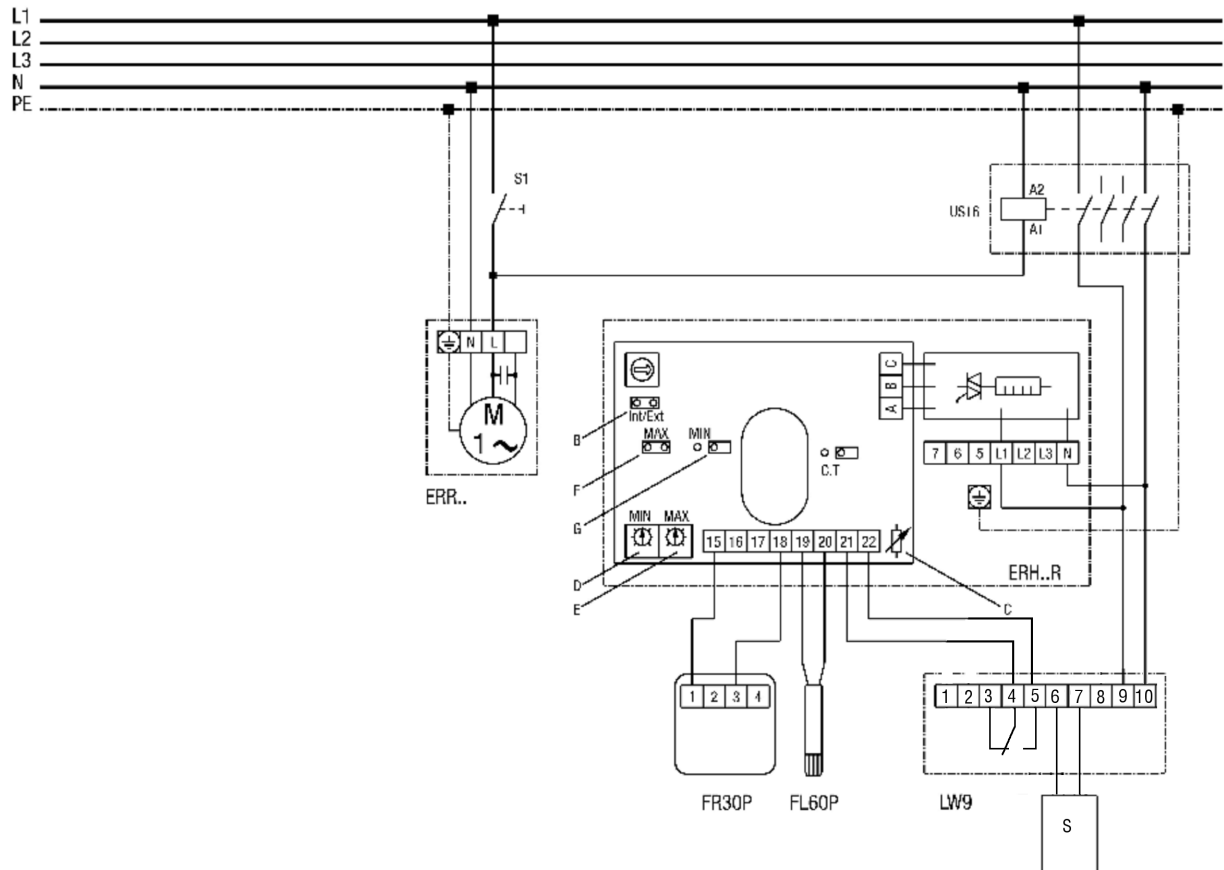 L1
L2
L3
N
PE
S1
A2
US16
A1
N L
M
1~
ERR..
C
B
A
Int/Ext
B
MAX MIN
C.T
7 6 5 L1 L2 L3 N
F
G
MIN MAX
15 16 17 18 19 20 21 22
D
E
ERH..R
C
1 2 3 4
1 2 3 4 5 6 7 8 9 10
FR30P FL60P LW9
S